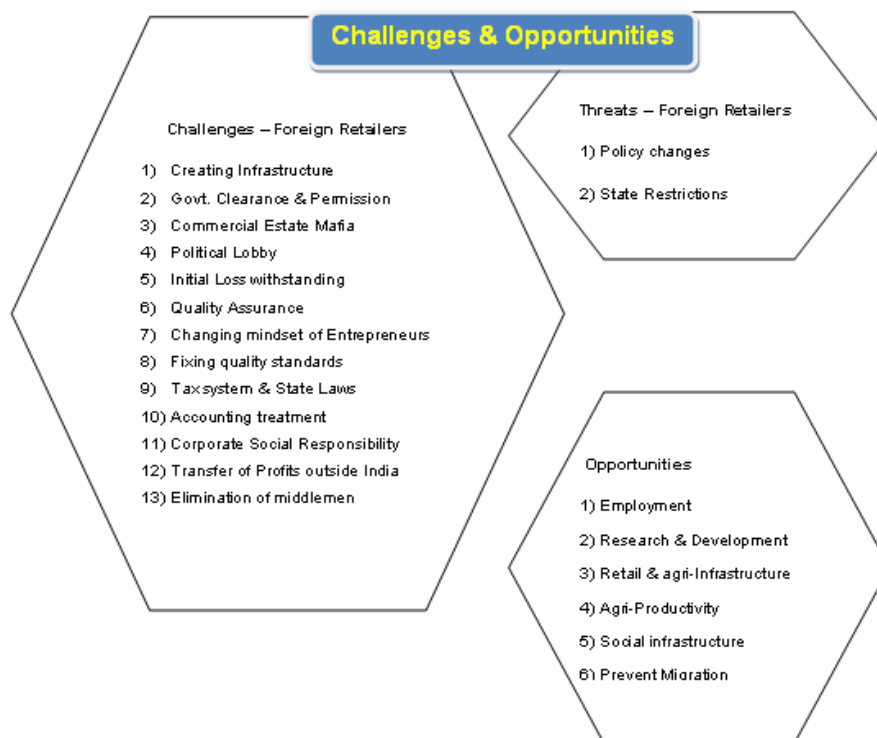 Challenges & Opportunities
Challenges – Foreign Retailers
1) Creating Infrastructure
2) Govt. Clearance & Permission
3) Commercial Estate Mafia
4) Political Lobby
5) Initial Loss withstanding
6) Quality Assurance
7) Changing mindset of Entrepreneurs
8) Fixing quality standards
9) Tax system & State Laws
10) Accounting treatment
11) Corporate Social Responsibility
12) Transfer of Profits outside India
13) Elimination of middlemen
Threats – Foreign Retailers
1) Policy changes
2) State Restrictions
Opportunities
1) Employment
2) Research & Development
3) Retail & agri-Infrastructure
4) Agri-Productivity
5) Social infrastructure
6) Prevent Migration